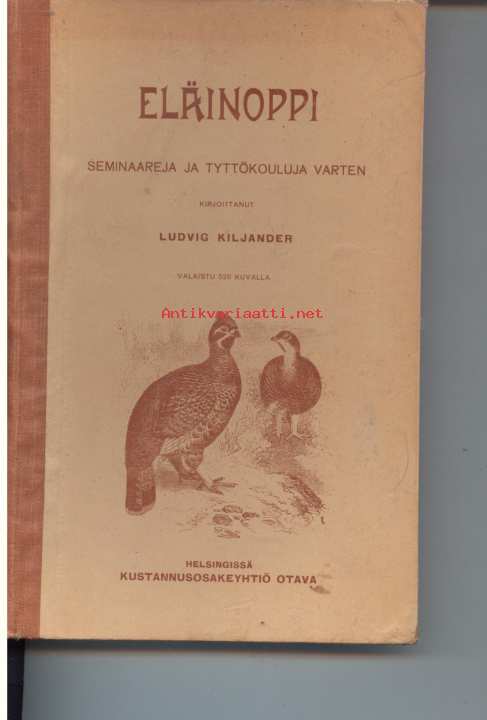 ELÄINOPPI
SEMINAAREJA JA TYTTÖKOULUJA VARTEN
KIRJOITTANUT
LUDVIG KILJANDER
VALAISTU 520 KUVALLA
Antikvariaatti.net
HELSINGISSÄ
KUSTANNUSOSAKEYHTIÖ OTAVA